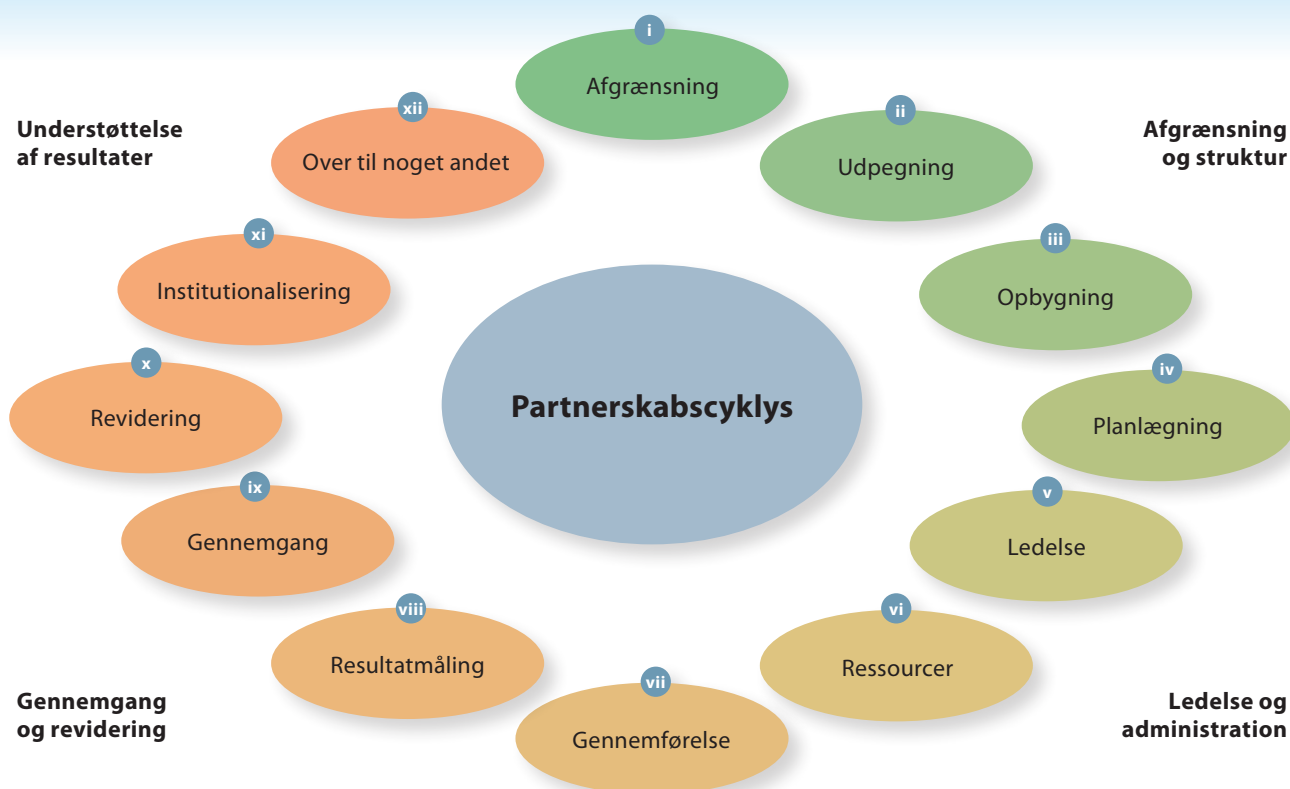 i
Afgrænsning
ii
Udpegning
Afgrænsning
og struktur
iii
Opbygning
iv
Planlægning
v
Ledelse
vi
Ressourcer
Ledelse og
administration
vii
Gennemførelse
viii
Resultatmåling
Gennemgang
og revidering
ix
Gennemgang
x
Revidering
xi
Institutionalisering
xii
Over til noget andet
Understøttelse
af resultater
Partnerskabscyklys